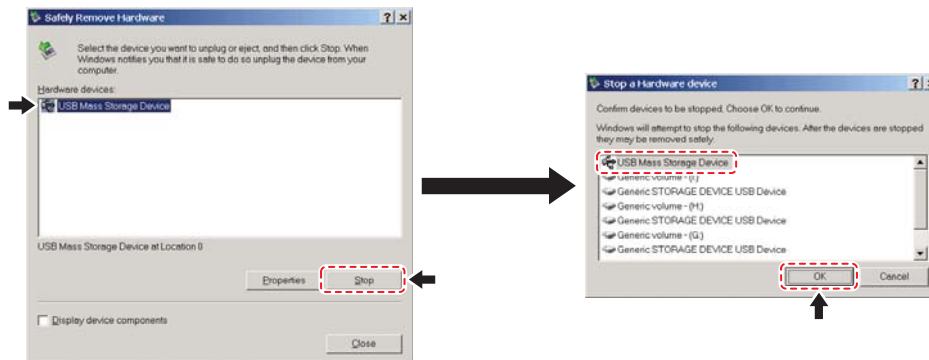 Safely Remove Hardware
Select the device you want to unplug or eject, and then click Stop. When
Windows notifies you that it is safe to do so unplug the device from your
computer.
Hardware devices:
USB Mass Storage Device
USB Mass Storage Device at Location 0
Properties
Stop
Display device components
Close
Stop a Hardware device
Confirm devices to be stopped, Choose OK to continue.
Windows will attempt to stop the following devices. After the devices are stopped
they may be removed safely.
USB Mass Storage Device
Generic volume - (I:)
Generic STORAGE DEVICE USB Device
Generic volume - (H:)
Generic STORAGE DEVICE USB Device
Generic volume - (G:)
Generic STORAGE DEVICE USB Device
OK
Cancel